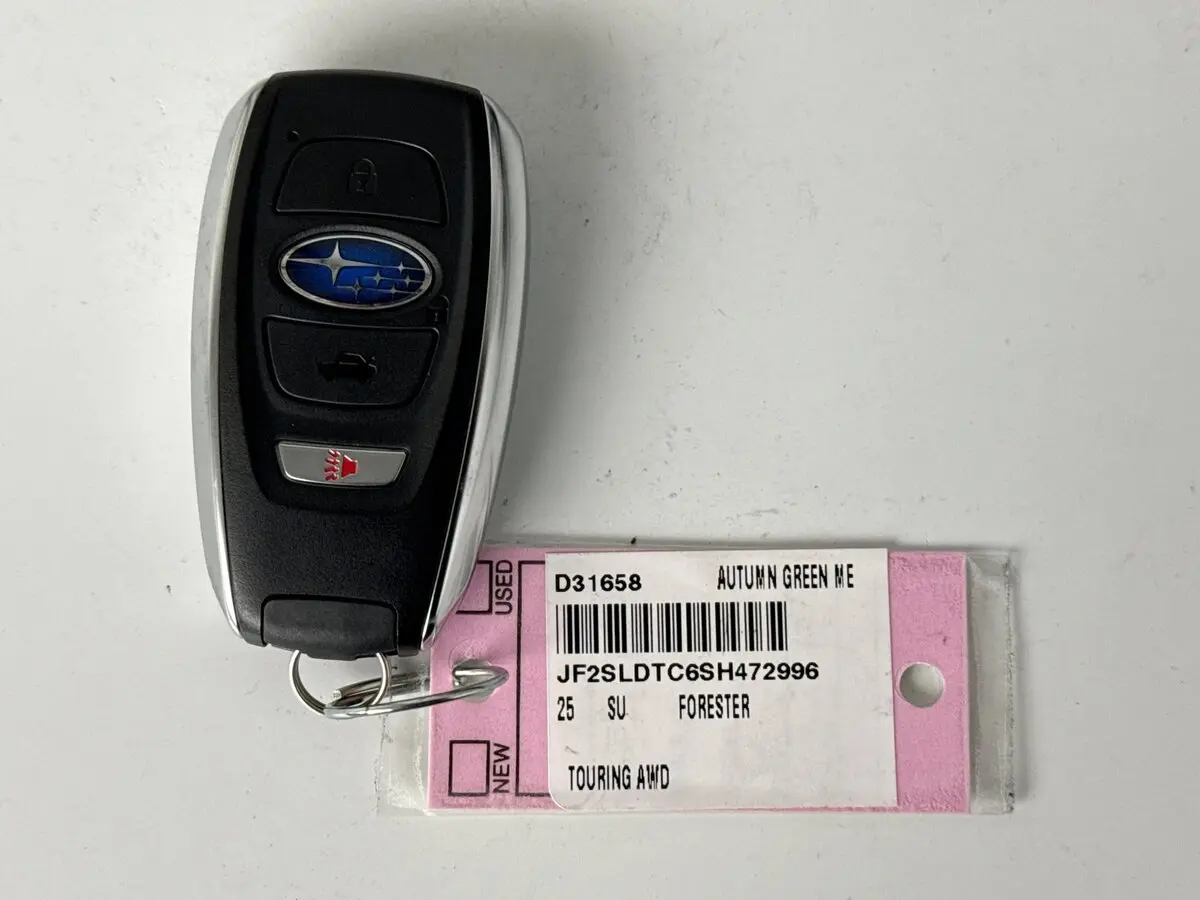 D31658 AUTUMN GREEN ME
JF2SLDTC6SH472996
25 SU FORESTER
TOURING AWD
USED
NEW